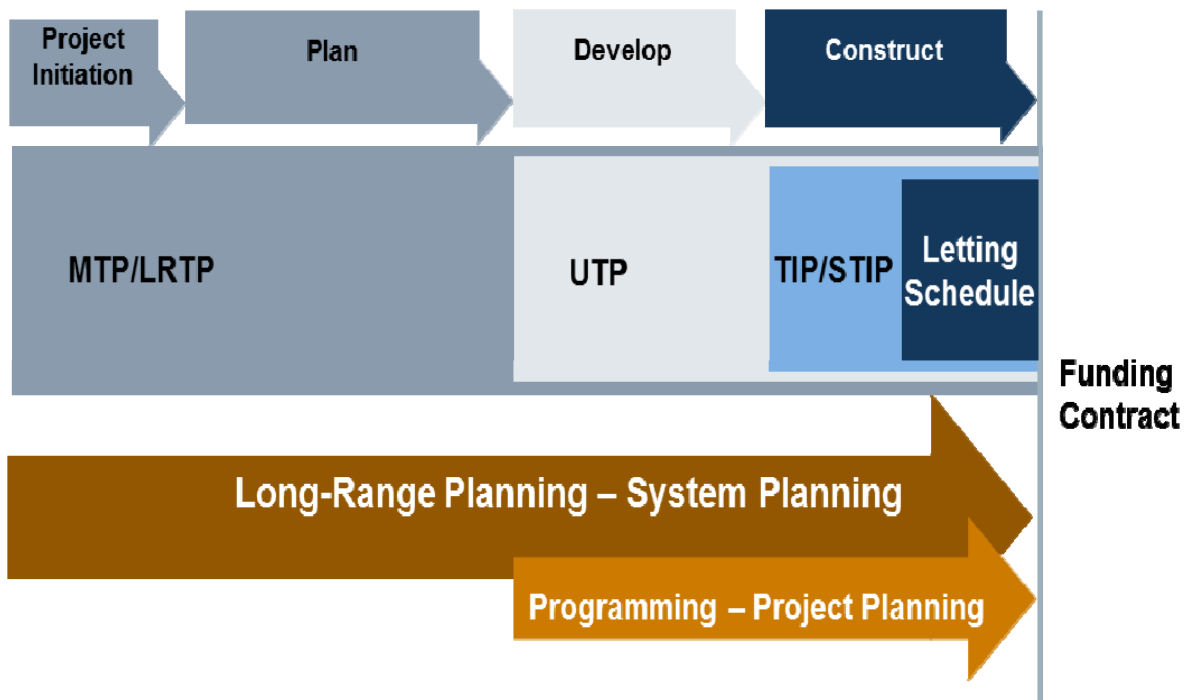 Project
Initiation
Plan
Develop
Construct
MTP/LRTP
UTP
TIP/STIP
Letting
Schedule
Funding
Contract
Long-Range Planning – System Planning
Programming – Project Planning